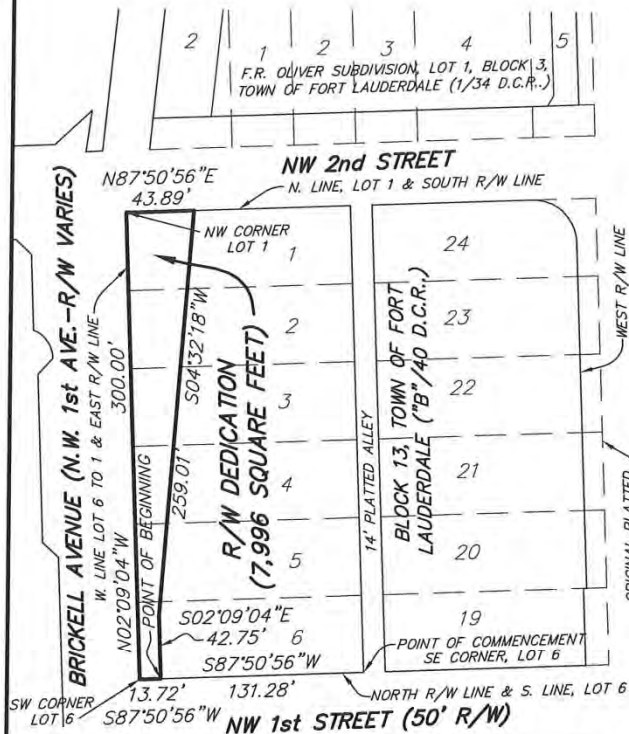 2
1
2
3
4
5
F.R. OLIVER SUBDIVISION, LOT 1, BLOCK 3,
TOWN OF FORT LAUDERDALE (1/34 D.C.R..)
NW 2nd STREET
N87°50'56"E
43.89'
N. LINE, LOT 1 & SOUTH R/W LINE
NW CORNER
LOT 1
BRICKELL AVENUE (N.W. 1st AVE.-R/W VARIES)
W. LINE LOT 6 TO 1 & EAST R/W LINE
300.00'
N02°09'04"W
POINT OF BEGINNING
259.01'
S04°32'18"W
R/W DEDICATION
(7,996 SQUARE FEET)
1
2
3
4
5
6
14' PLATTED ALLEY
BLOCK 13, TOWN OF FORT
LAUDERDALE ("B"/40 D.C.R..)
24
23
22
21
20
19
WEST R/W LINE
ORIGINAL PLATTED
S02°09'04"E
42.75'
S87°50'56"W
131.28'
POINT OF COMMENCEMENT
SE CORNER, LOT 6
SW CORNER
LOT 6
13.72'
S87°50'56"W
NORTH R/W LINE & S. LINE, LOT 6
NW 1st STREET (50' R/W)